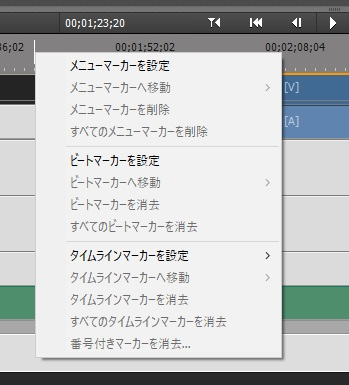 00;01;23;20
36;02 00;01;52;02 00;02;08;04
メニューマーカーを設定
メニューマーカーへ移動
メニューマーカーを削除
すべてのメニューマーカーを削除
ビートマーカーを設定
ビートマーカーへ移動
ビートマーカーを消去
すべてのビートマーカーを消去
タイムラインマーカーを設定
タイムラインマーカーへ移動
タイムラインマーカーを消去
すべてのタイムラインマーカーを消去
番号付きマーカーを消去...
[V]
[A]